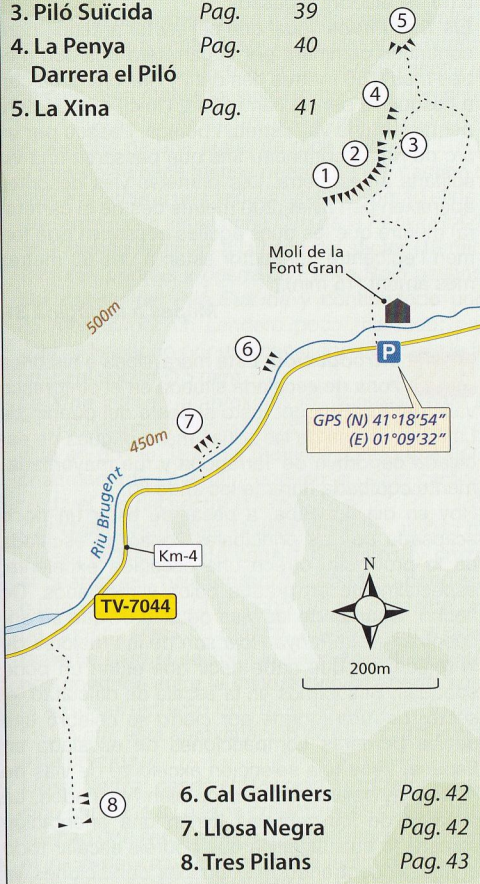 3. Piló Suïcida Pag. 39
4. La Penya Pag. 40
Darrera el Piló
5. La Xina Pag. 41
5
4
3
2
1
Molí de la
Font Gran
500m
6
P
GPS (N) 41°18'54"
(E) 01°09'32"
7
450m
Riu Brugent
Km-4
N
TV-7044
200m
8
6. Cal Galliners Pag. 42
7. Llosa Negra Pag. 42
8. Tres Pilans Pag. 43